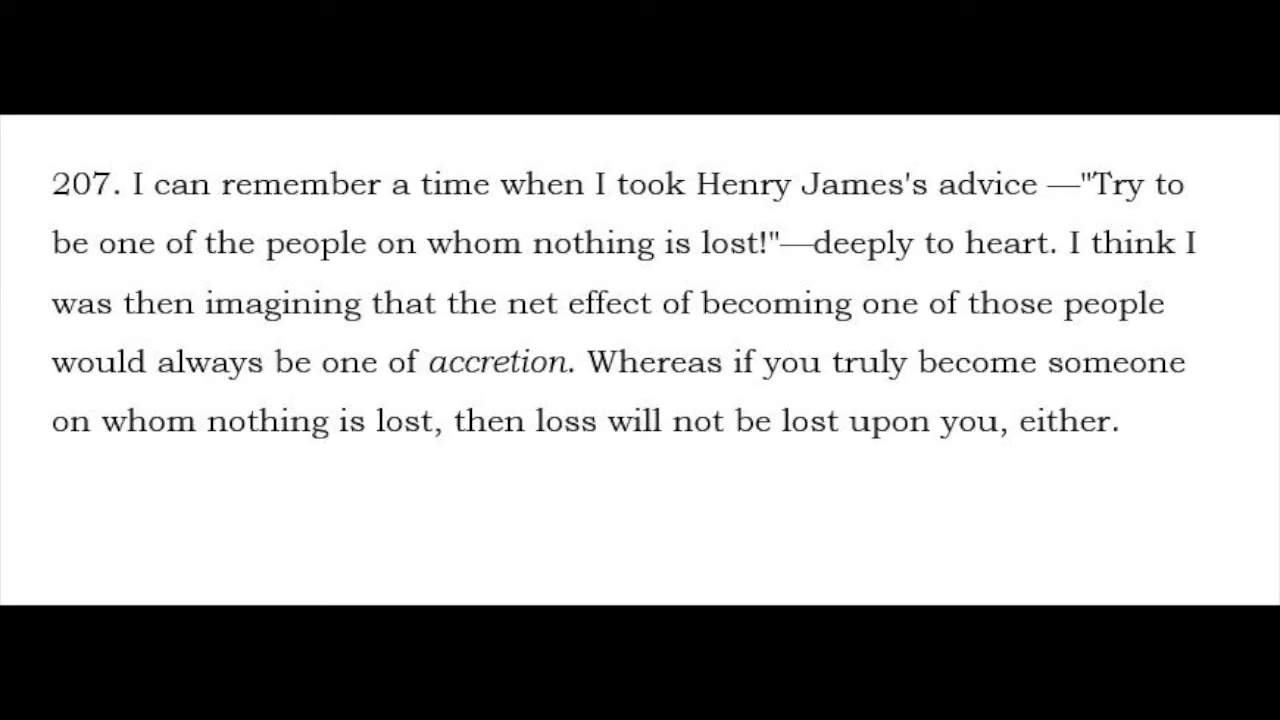 207. I can remember a time when I took Henry James's advice —"Try to
be one of the people on whom nothing is lost!"—deeply to heart. I think I
was then imagining that the net effect of becoming one of those people
would always be one of accretion. Whereas if you truly become someone
on whom nothing is lost, then loss will not be lost upon you, either.